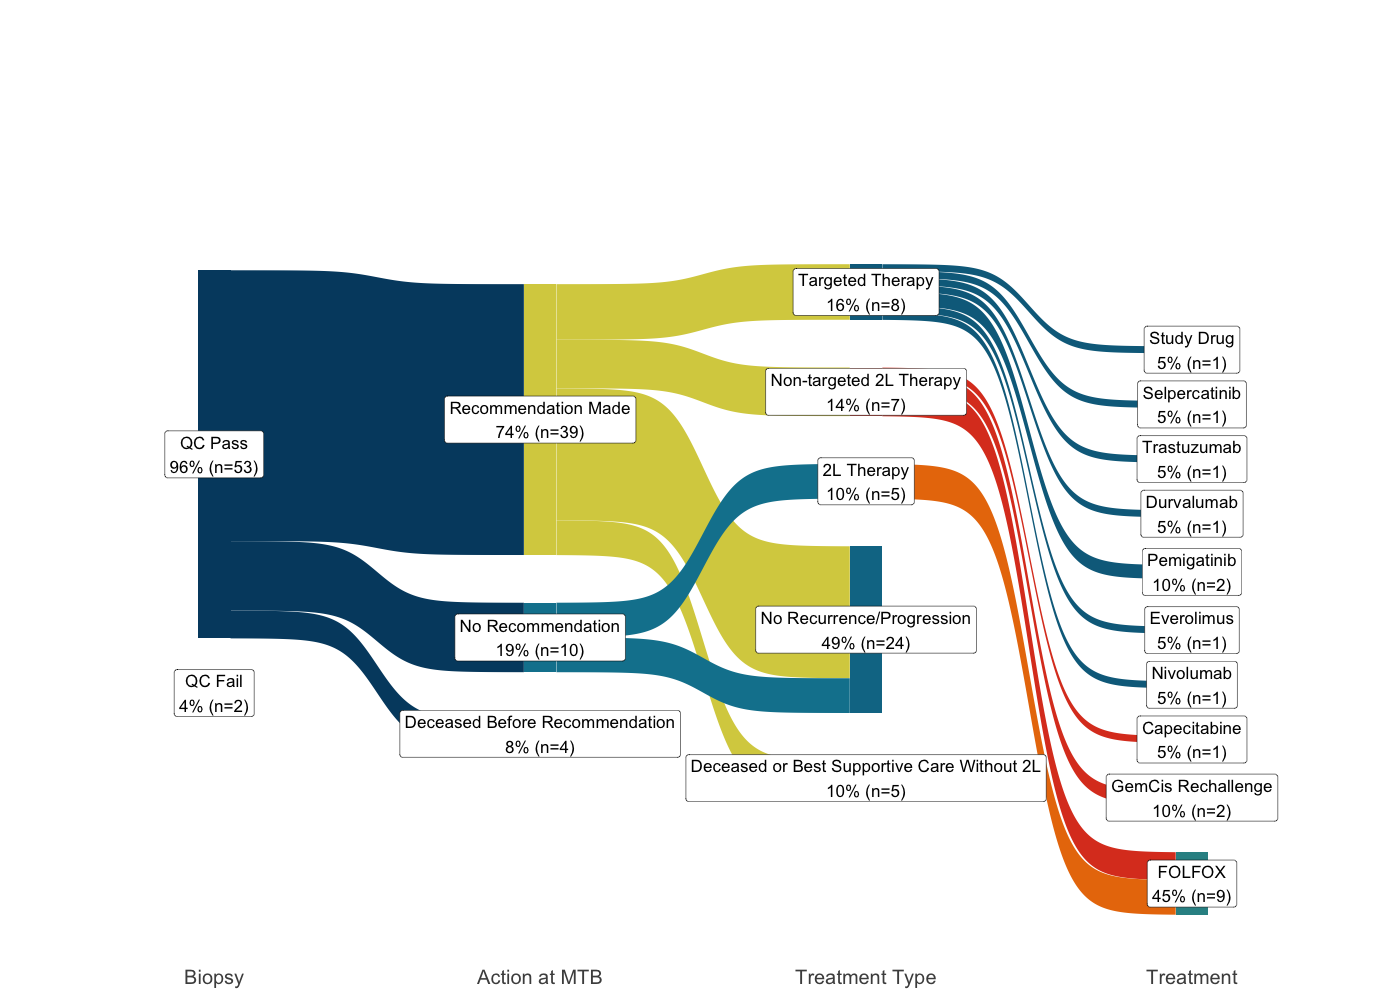 QC Pass
96% (n=53)
QC Fail
4% (n=2)
Recommendation Made
74% (n=39)
No Recommendation
19% (n=10)
Deceased Before Recommendation
8% (n=4)
Targeted Therapy
16% (n=8)
Non-targeted 2L Therapy
14% (n=7)
2L Therapy
10% (n=5)
No Recurrence/Progression
49% (n=24)
Deceased or Best Supportive Care Without 2L
10% (n=5)
Study Drug
5% (n=1)
Selpercatinib
5% (n=1)
Trastuzumab
5% (n=1)
Durvalumab
5% (n=1)
Pemigatinib
10% (n=2)
Everolimus
5% (n=1)
Nivolumab
5% (n=1)
Capecitabine
5% (n=1)
GemCis Rechallenge
10% (n=2)
FOLFOX
45% (n=9)
Biopsy
Action at MTB
Treatment Type
Treatment